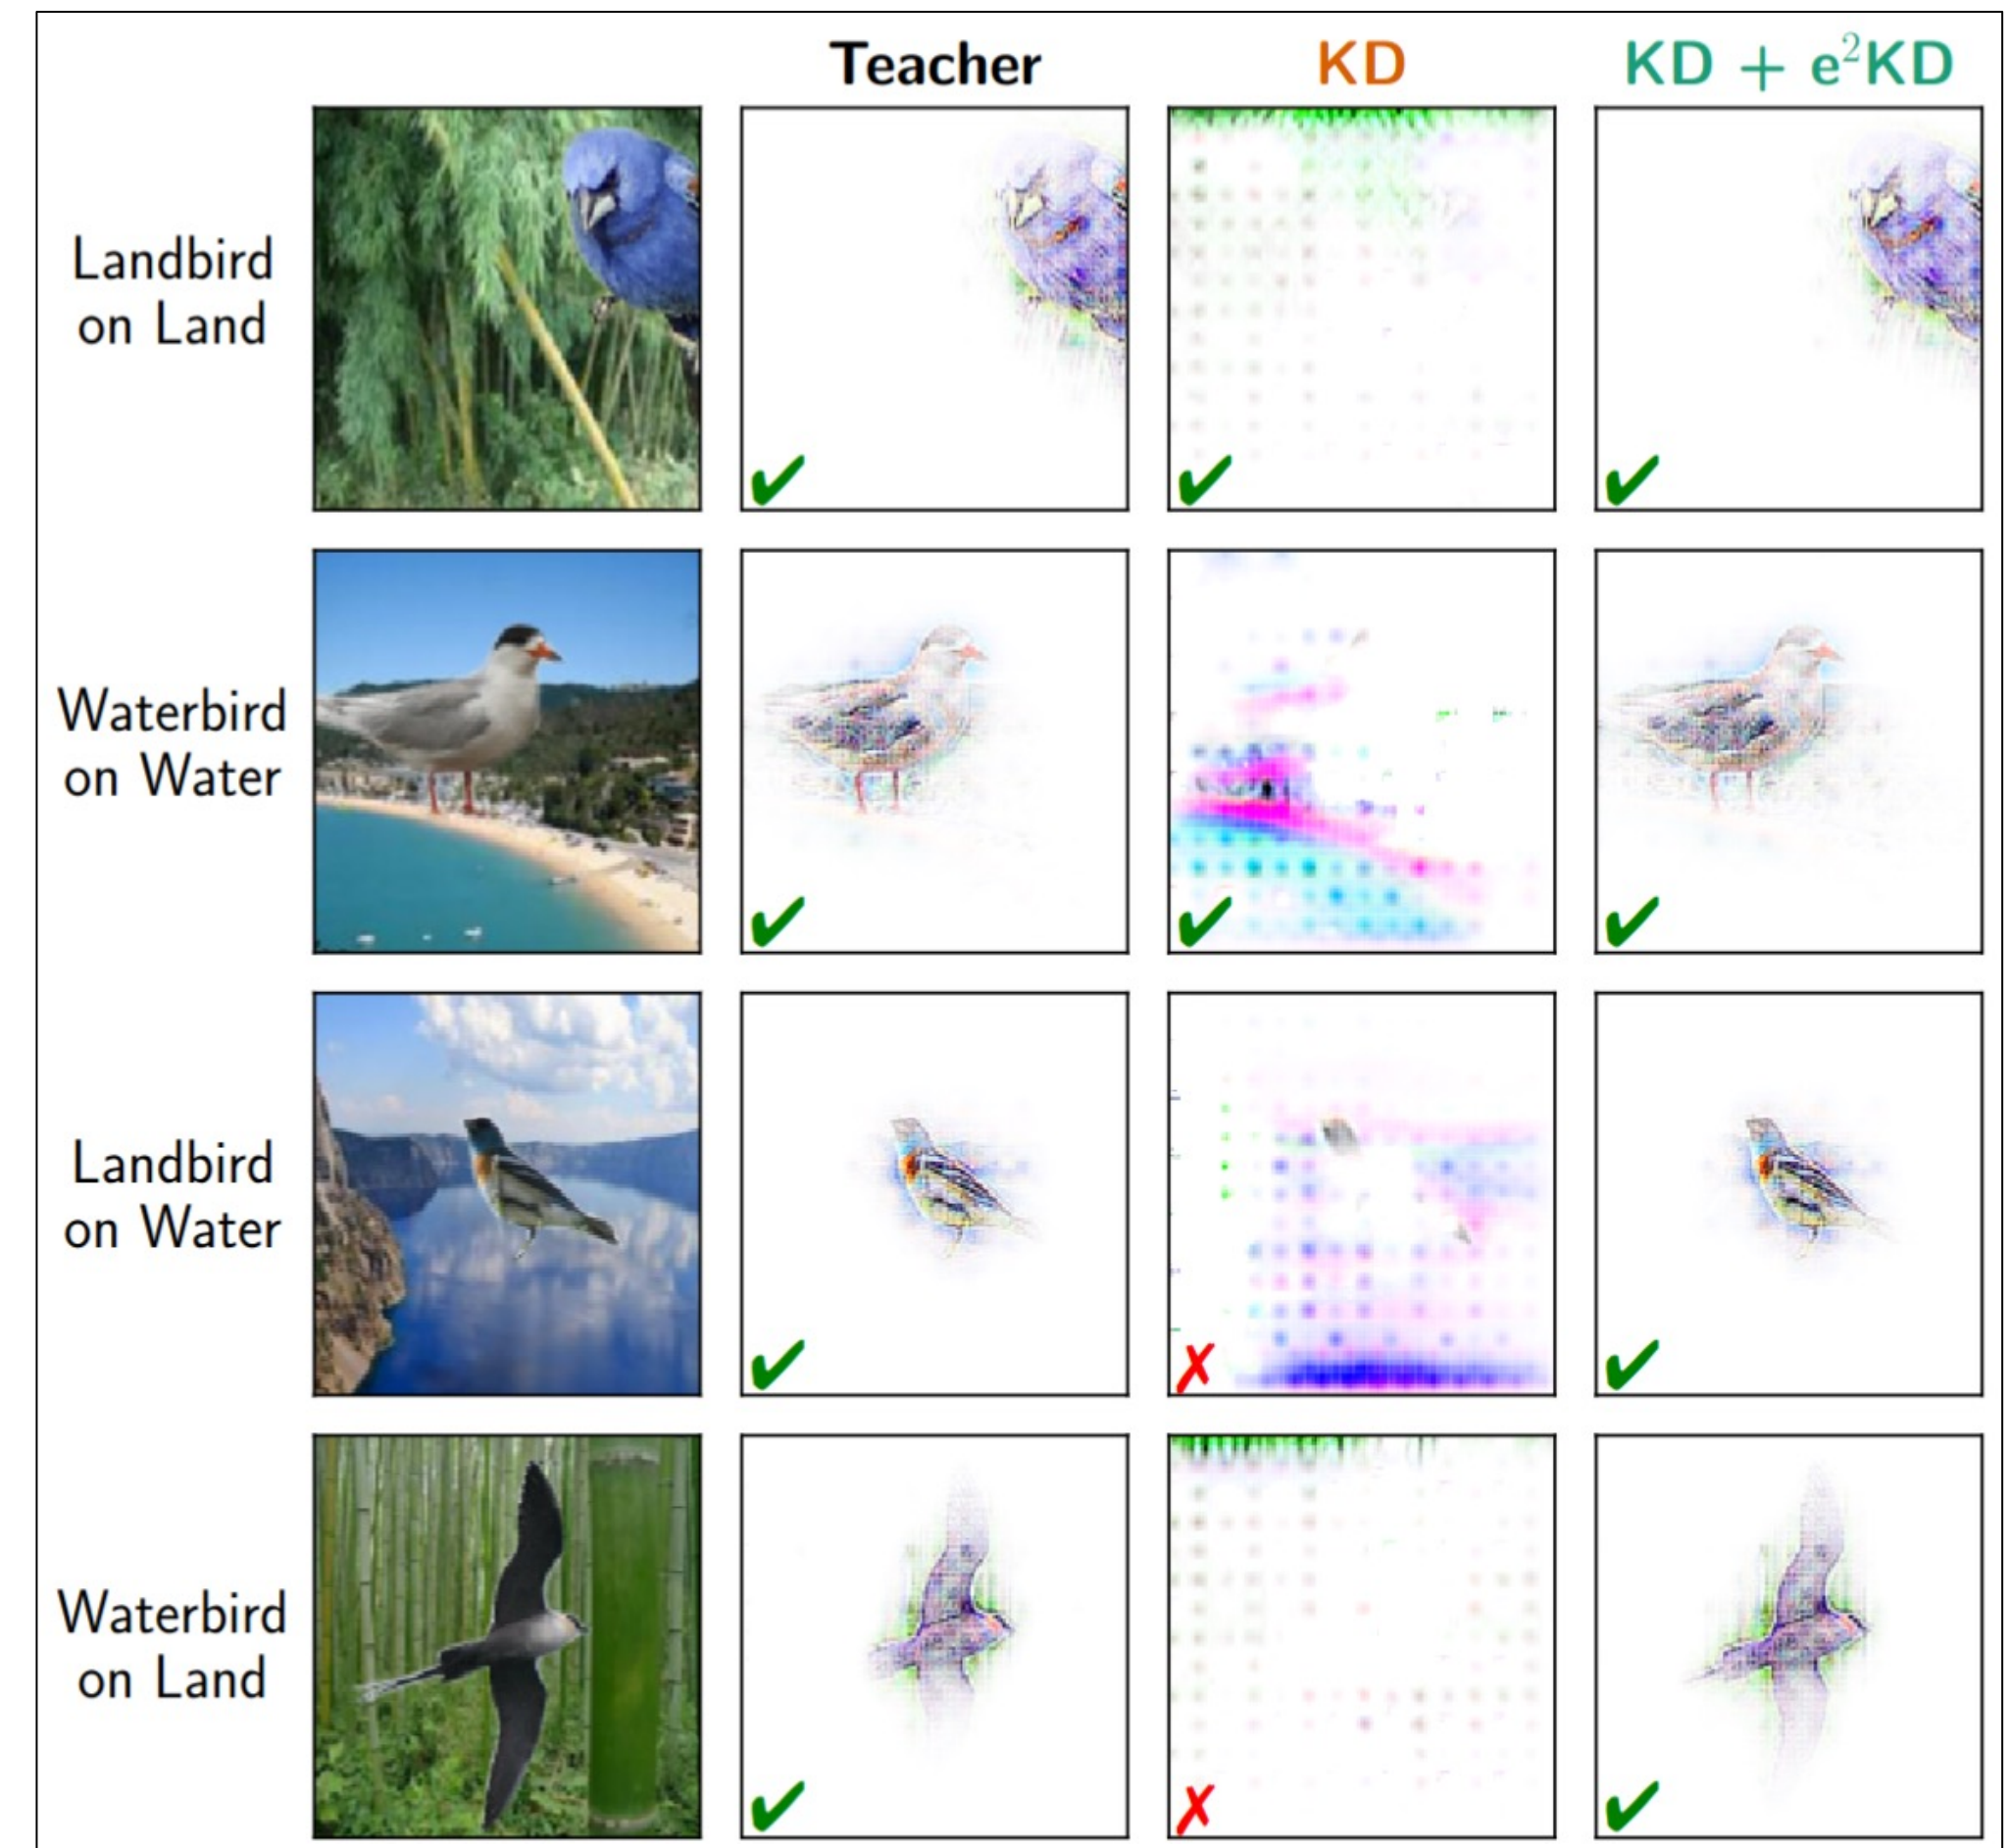 Teacher KD KD + e²KD
Landbird
on Land
✔ ✔ ✔
Waterbird
on Water
✔ ✔ ✔
Landbird
on Water
✔ ✗ ✔
Waterbird
on Land
✔ ✗ ✔